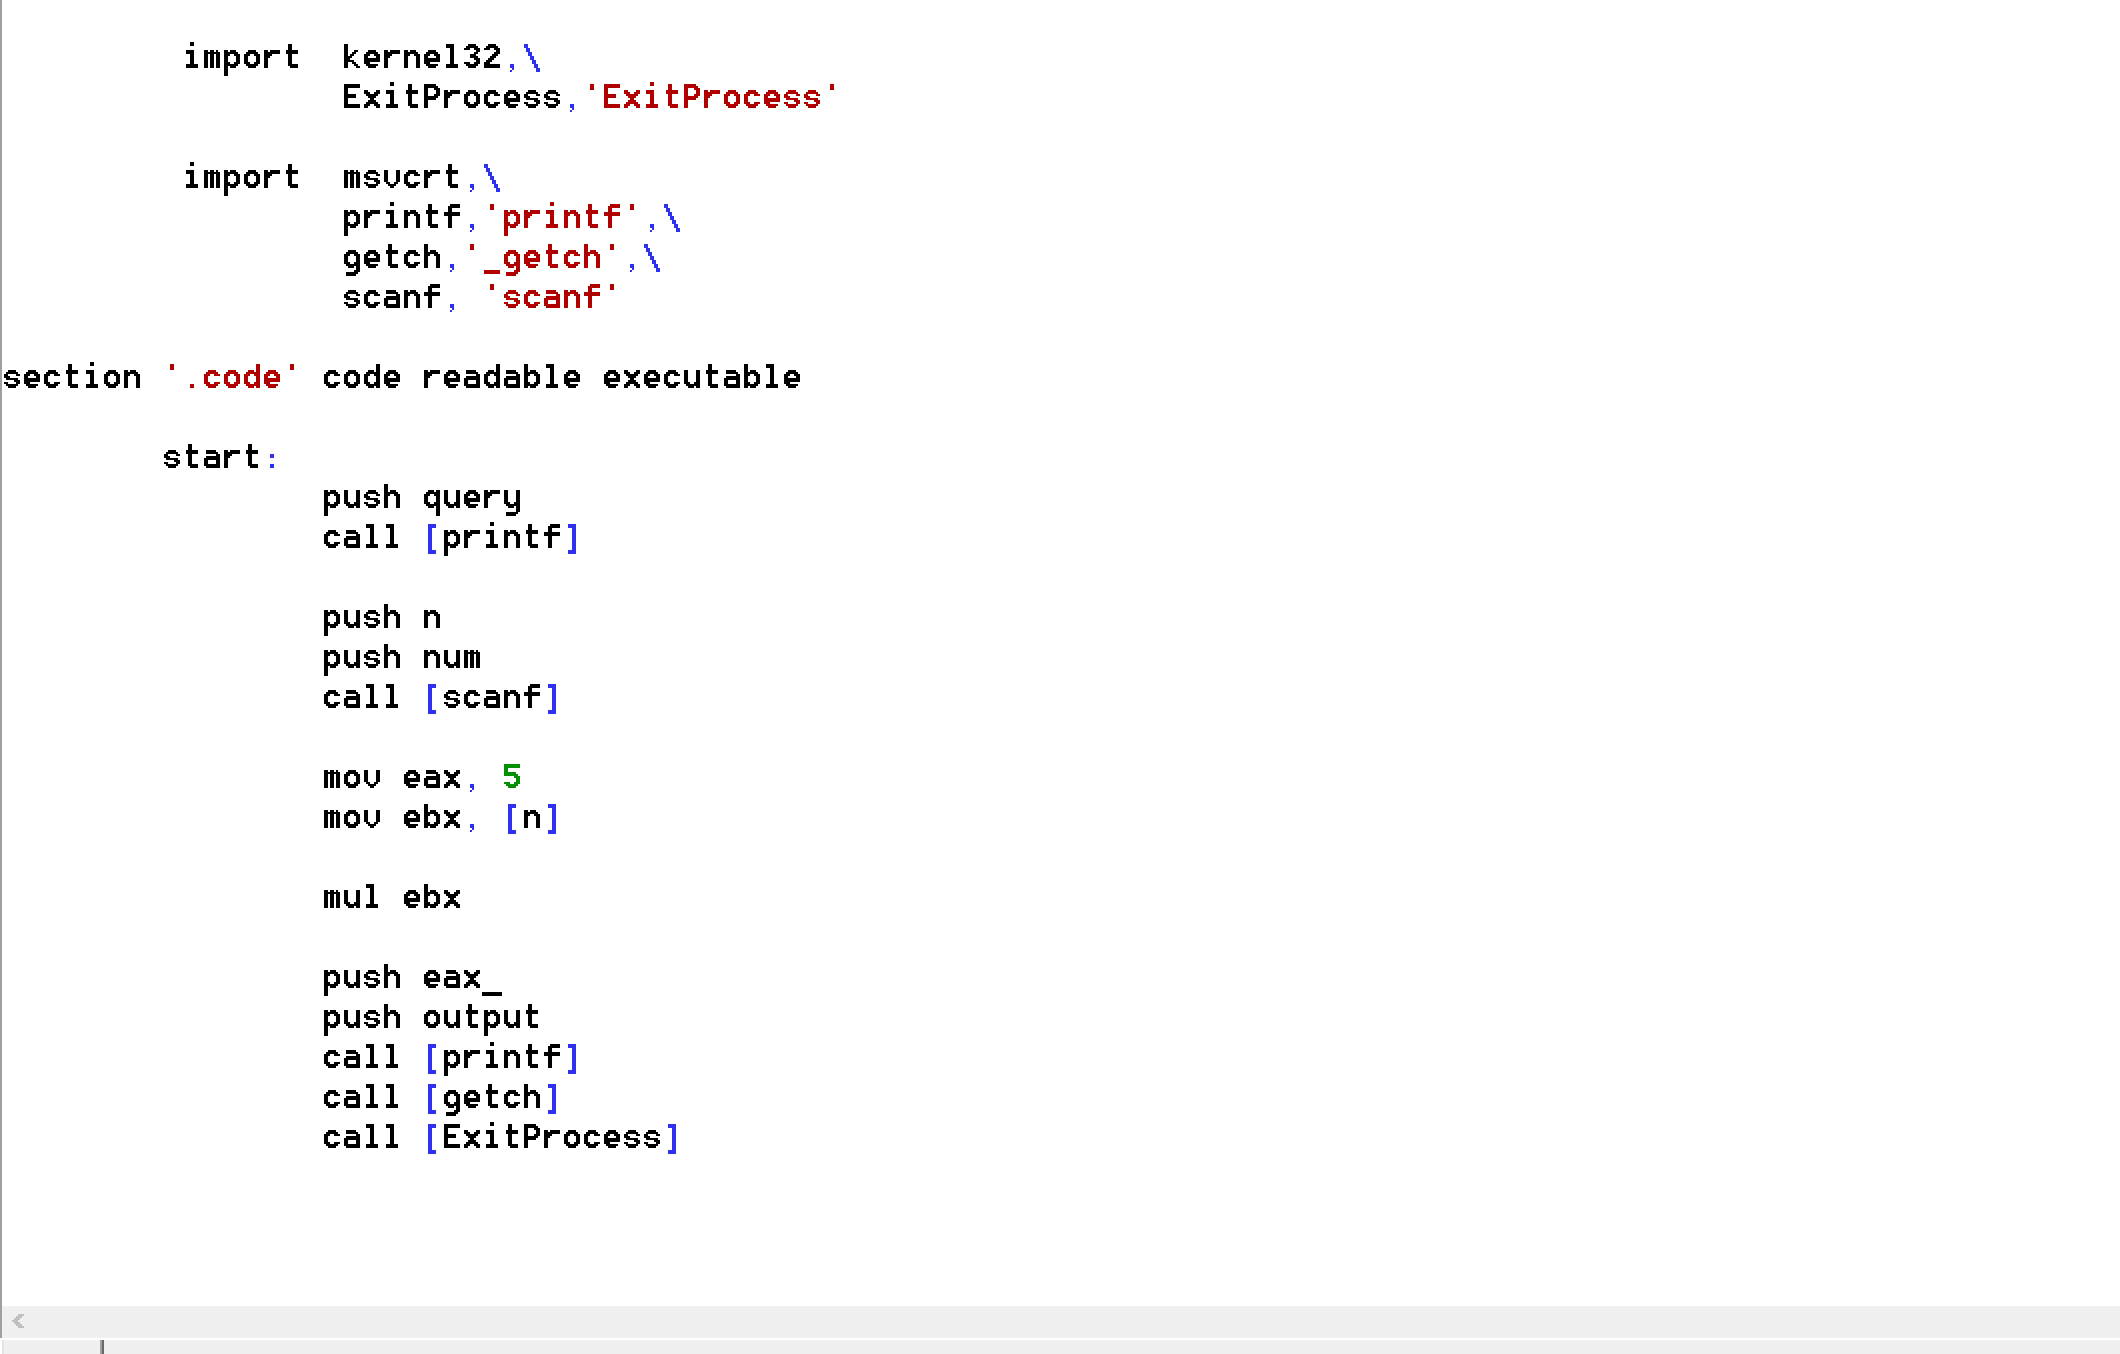 import  kernel32,\
ExitProcess,'ExitProcess'
import  msvcrt,\
printf,'printf',\
getch,'_getch',\
scanf, 'scanf'
section '.code' code readable executable
start:
push query
call [printf]
push n
push num
call [scanf]
mov eax, 5
mov ebx, [n]
mul ebx
push eax_
push output
call [printf]
call [getch]
call [ExitProcess]